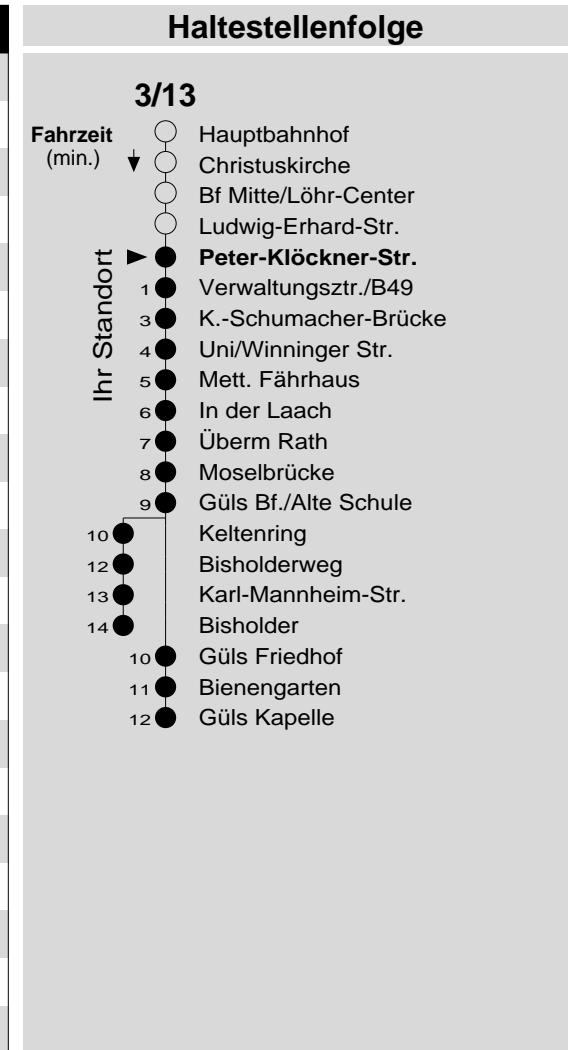 Haltestellenfolge
3/13
Fahrzeit
(min.)
Ihr Standort
Hauptbahnhof
Christuskirche
Bf Mitte/Löhr-Center
Ludwig-Erhard-Str.
Peter-Klöckner-Str.
1 Verwaltungsztr./B49
3 K.-Schumacher-Brücke
4 Uni/Winninger Str.
5 Mett. Fährhaus
6 In der Laach
7 Überm Rath
8 Moselbrücke
9 Güls Bf./Alte Schule
10 Keltenring
12 Bisholderweg
13 Karl-Mannheim-Str.
14 Bisholder
10 Güls Friedhof
11 Bienengarten
12 Güls Kapelle